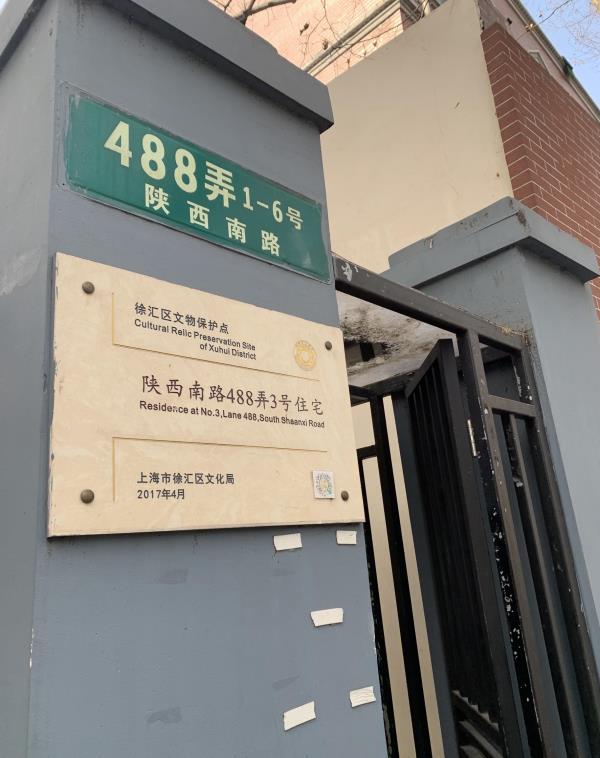 488弄 1-6号
陕西南路
徐汇区文物保护点
Cultural Relic Preservation Site
of Xuhui District
陕西南路488弄3号住宅
Residence at No.3,Lane 488,South Shaanxi Road
上海市徐汇区文化局
2017年4月